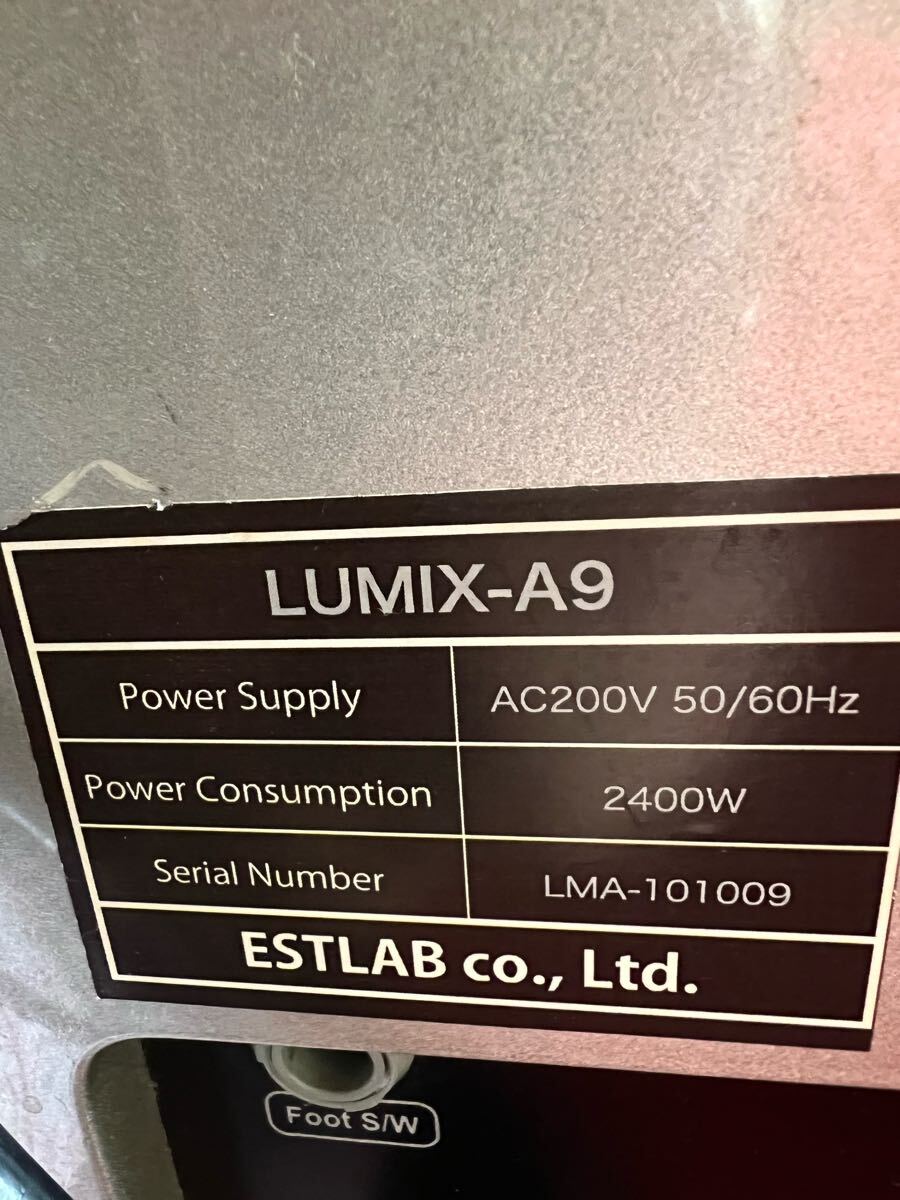 LUMIX-A9
Power Supply AC200V 50/60Hz
Power Consumption 2400W
Serial Number LMA-101009
ESTLAB co., Ltd.
Foot S/W